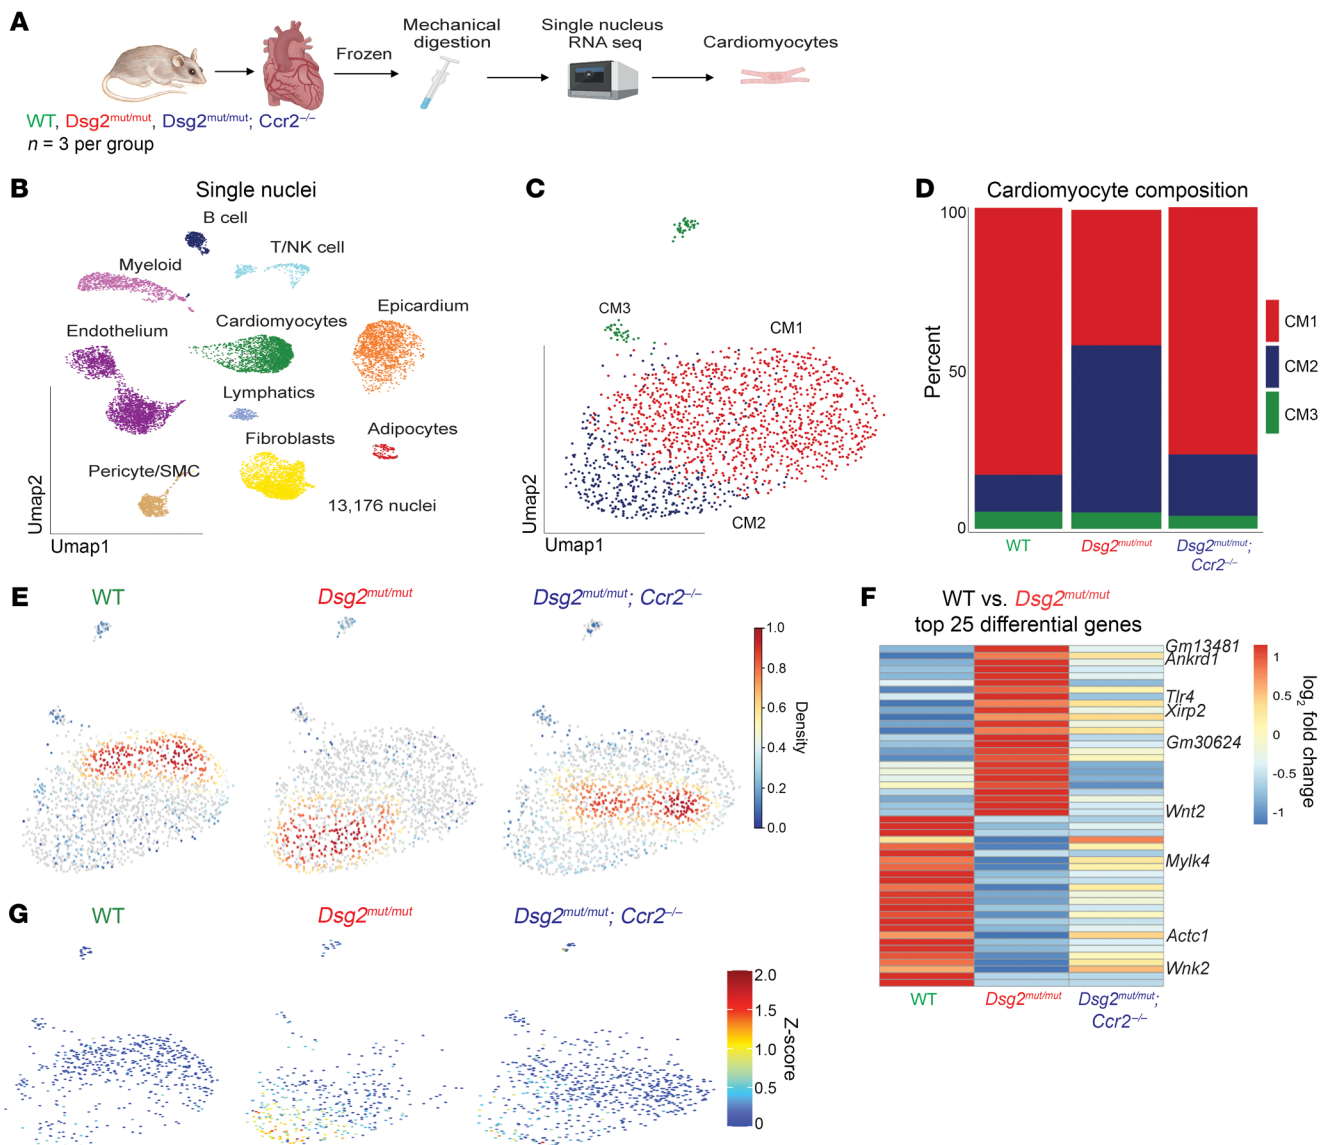 A
Frozen
Mechanical
digestion
Single nucleus
RNA seq
Cardiomyocytes
WT, Dsg2mut/mut, Dsg2mut/mut; Ccr2–/–
n = 3 per group
B
Single nuclei
B cell
T/NK cell
Myeloid
Epicardium
Cardiomyocytes
Endothelium
Lymphatics
Adipocytes
Fibroblasts
Pericyte/SMC
13,176 nuclei
Umap2
Umap1
C
CM3
CM1
CM2
Umap2
Umap1
D
Cardiomyocyte composition
100
50
0
Percent
CM1
CM2
CM3
WT
Dsg2mut/mut
Dsg2mut/mut;
Ccr2–/–
E
WT
Dsg2mut/mut
Dsg2mut/mut; Ccr2–/–
1.0
0.8
0.6
0.4
0.2
0.0
Density
F
WT vs. Dsg2mut/mut
top 25 differential genes
Gm13481
Ankrd1
Tlr4
Xirp2
Gm30624
Wnt2
Mylk4
Actc1
Wnk2
1
0.5
0
-0.5
-1
log2 fold change
WT
Dsg2mut/mut
Dsg2mut/mut;
Ccr2–/–
G
WT
Dsg2mut/mut
Dsg2mut/mut; Ccr2–/–
2.0
1.5
1.0
0.5
0
Z-score